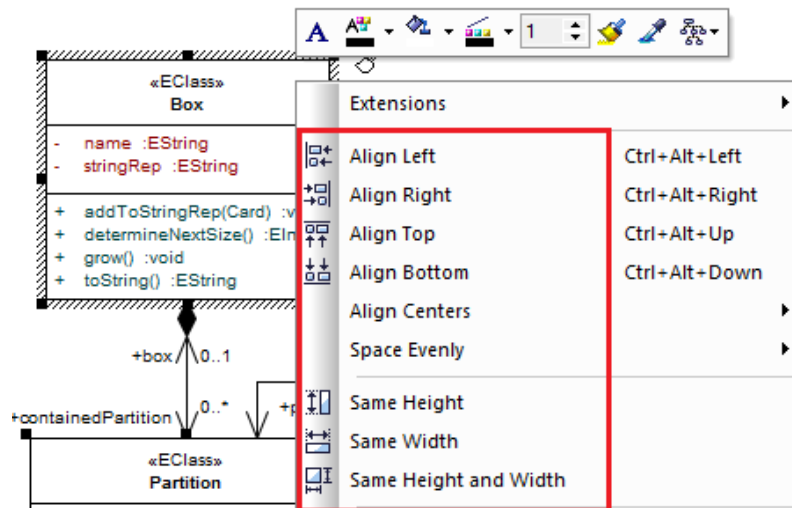 A
1
«EClass»
Box
- name :EString
- stringRep :EString
+ addToStringRep(Card) :v
+ determineNextSize() :EIn
+ grow() :void
+ toString() :EString
+box 0..1
+containedPartition 0..*
+p
«EClass»
Partition
Extensions
Align Left Ctrl+Alt+Left
Align Right Ctrl+Alt+Right
Align Top Ctrl+Alt+Up
Align Bottom Ctrl+Alt+Down
Align Centers
Space Evenly
Same Height
Same Width
Same Height and Width